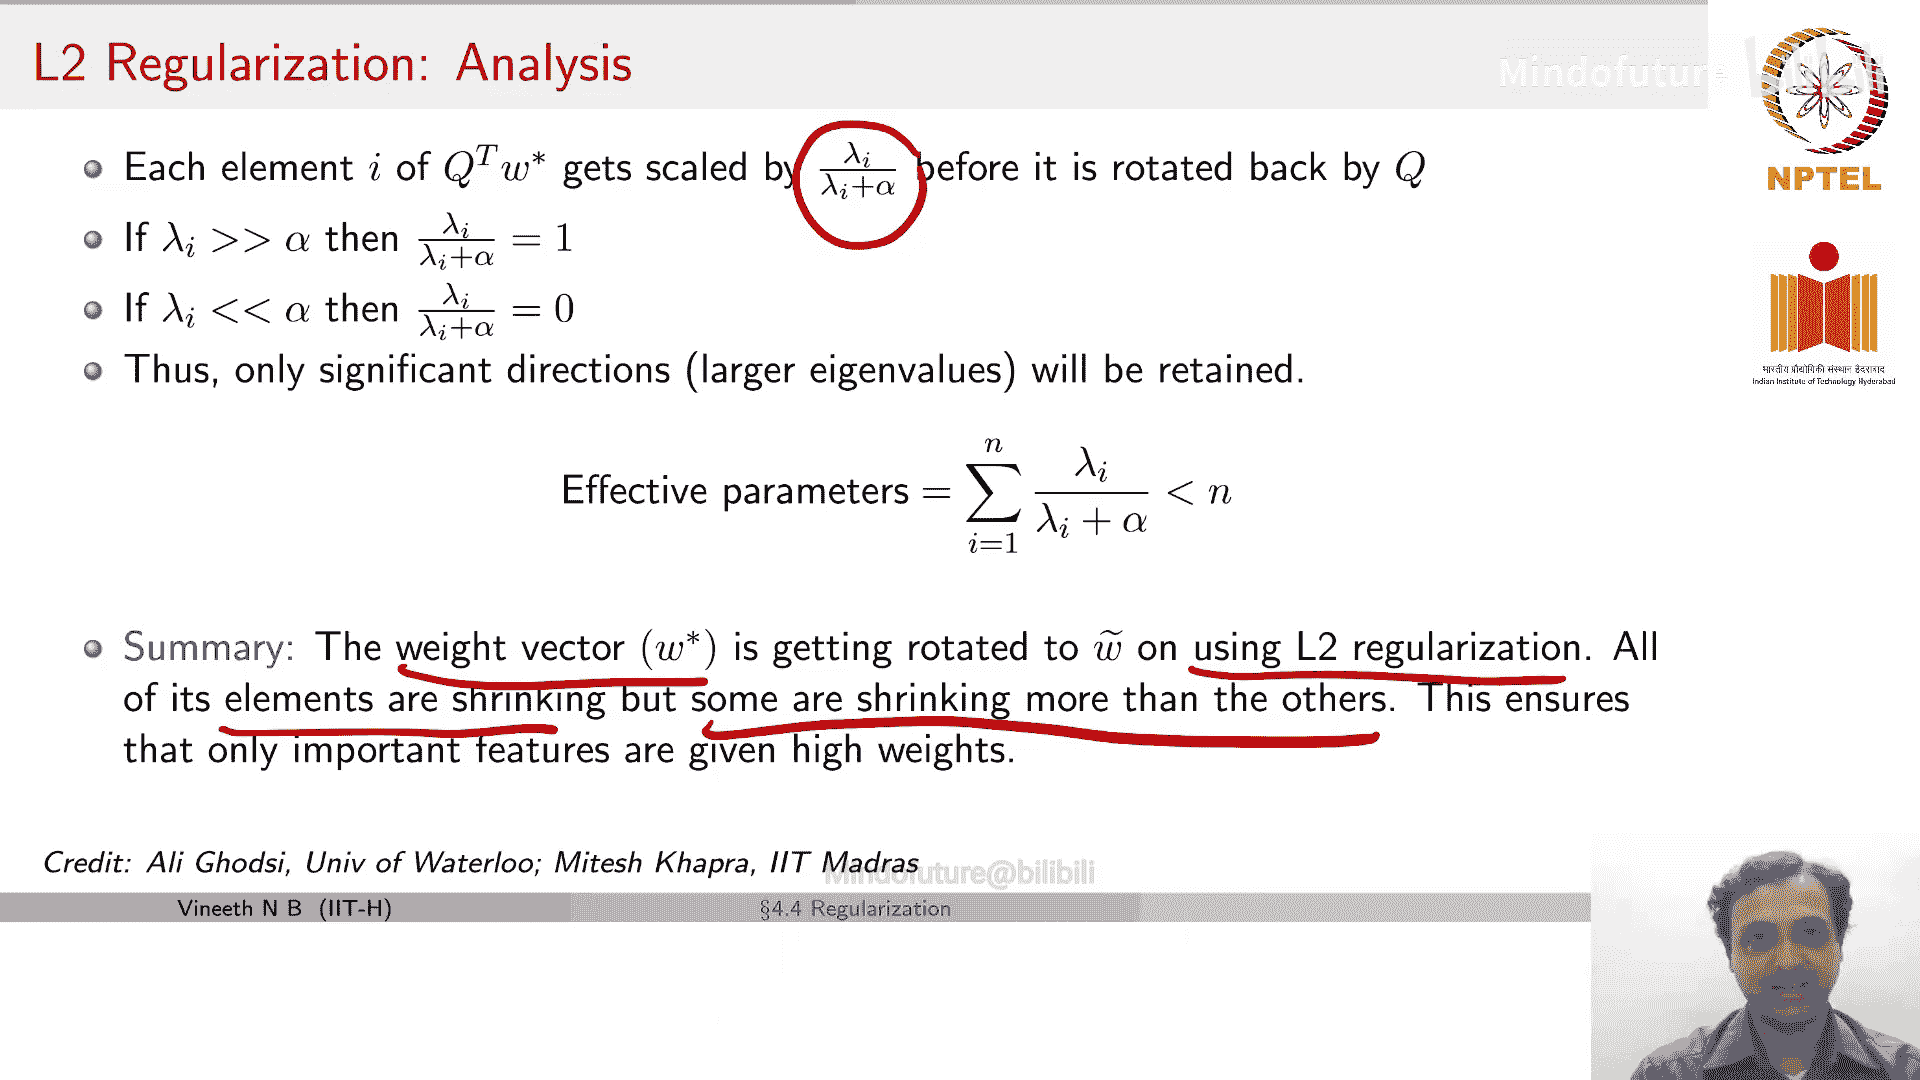 L2 Regularization: Analysis
Mindofuture
NPTEL
Each element i of Q^T w* gets scaled by λ_i/(λ_i+α) before it is rotated back by Q
If λ_i >> α then λ_i/(λ_i+α) = 1
If λ_i << α then λ_i/(λ_i+α) = 0
Thus, only significant directions (larger eigenvalues) will be retained.
भारतीय प्रौद्योगिकी संस्थान हैदराबाद
Indian Institute of Technology Hyderabad
Effective parameters = ∑_{i=1}^{n} λ_i/(λ_i + α) < n
Summary: The weight vector (w*) is getting rotated to w̃ on using L2 regularization. All
of its elements are shrinking but some are shrinking more than the others. This ensures
that only important features are given high weights.
Credit: Ali Ghodsi, Univ of Waterloo; Mitesh Khapra, IIT Madras
Mindofuture@bilibili
Vineeth N B (IIT-H)
§4.4 Regularization